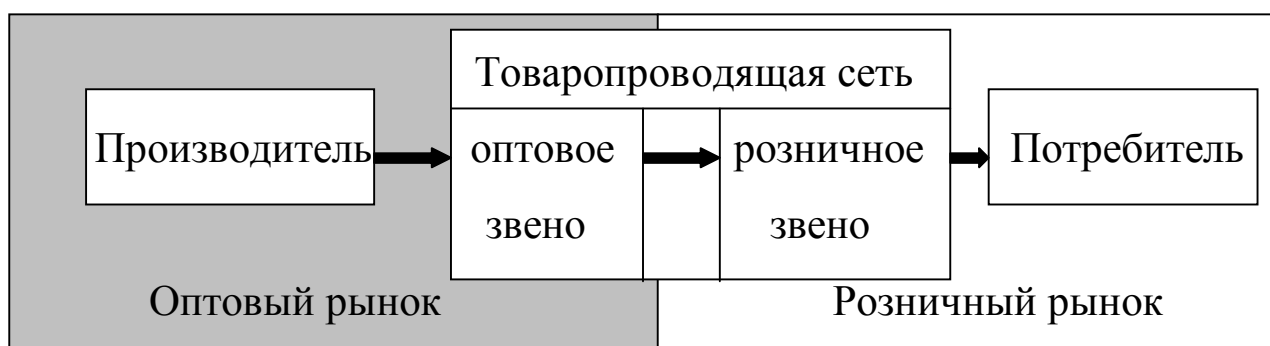 Товаропроводящая сеть
Производитель
оптовое
звено
розничное
звено
Потребитель
Оптовый рынок
Розничный рынок